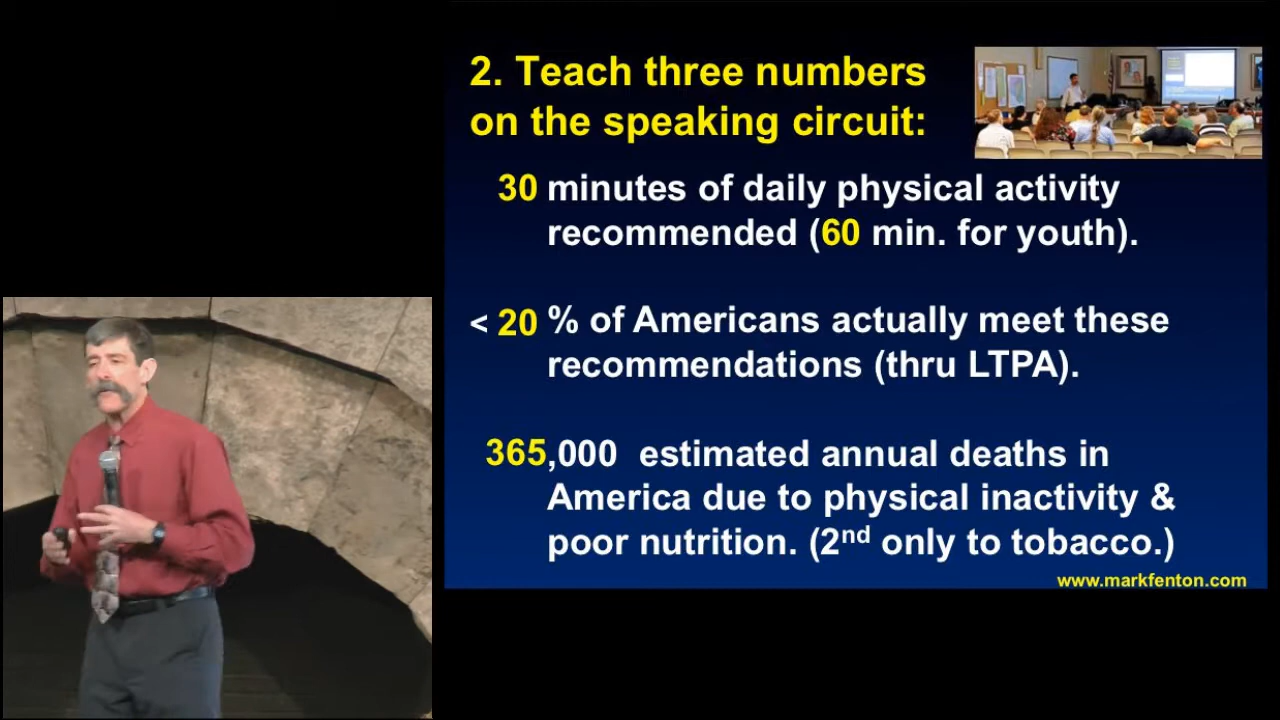 2. Teach three numbers
on the speaking circuit:
30 minutes of daily physical activity
recommended (60 min. for youth).
< 20 % of Americans actually meet these
recommendations (thru LTPA).
365,000 estimated annual deaths in
America due to physical inactivity &
poor nutrition. (2nd only to tobacco.)
www.markfenton.com